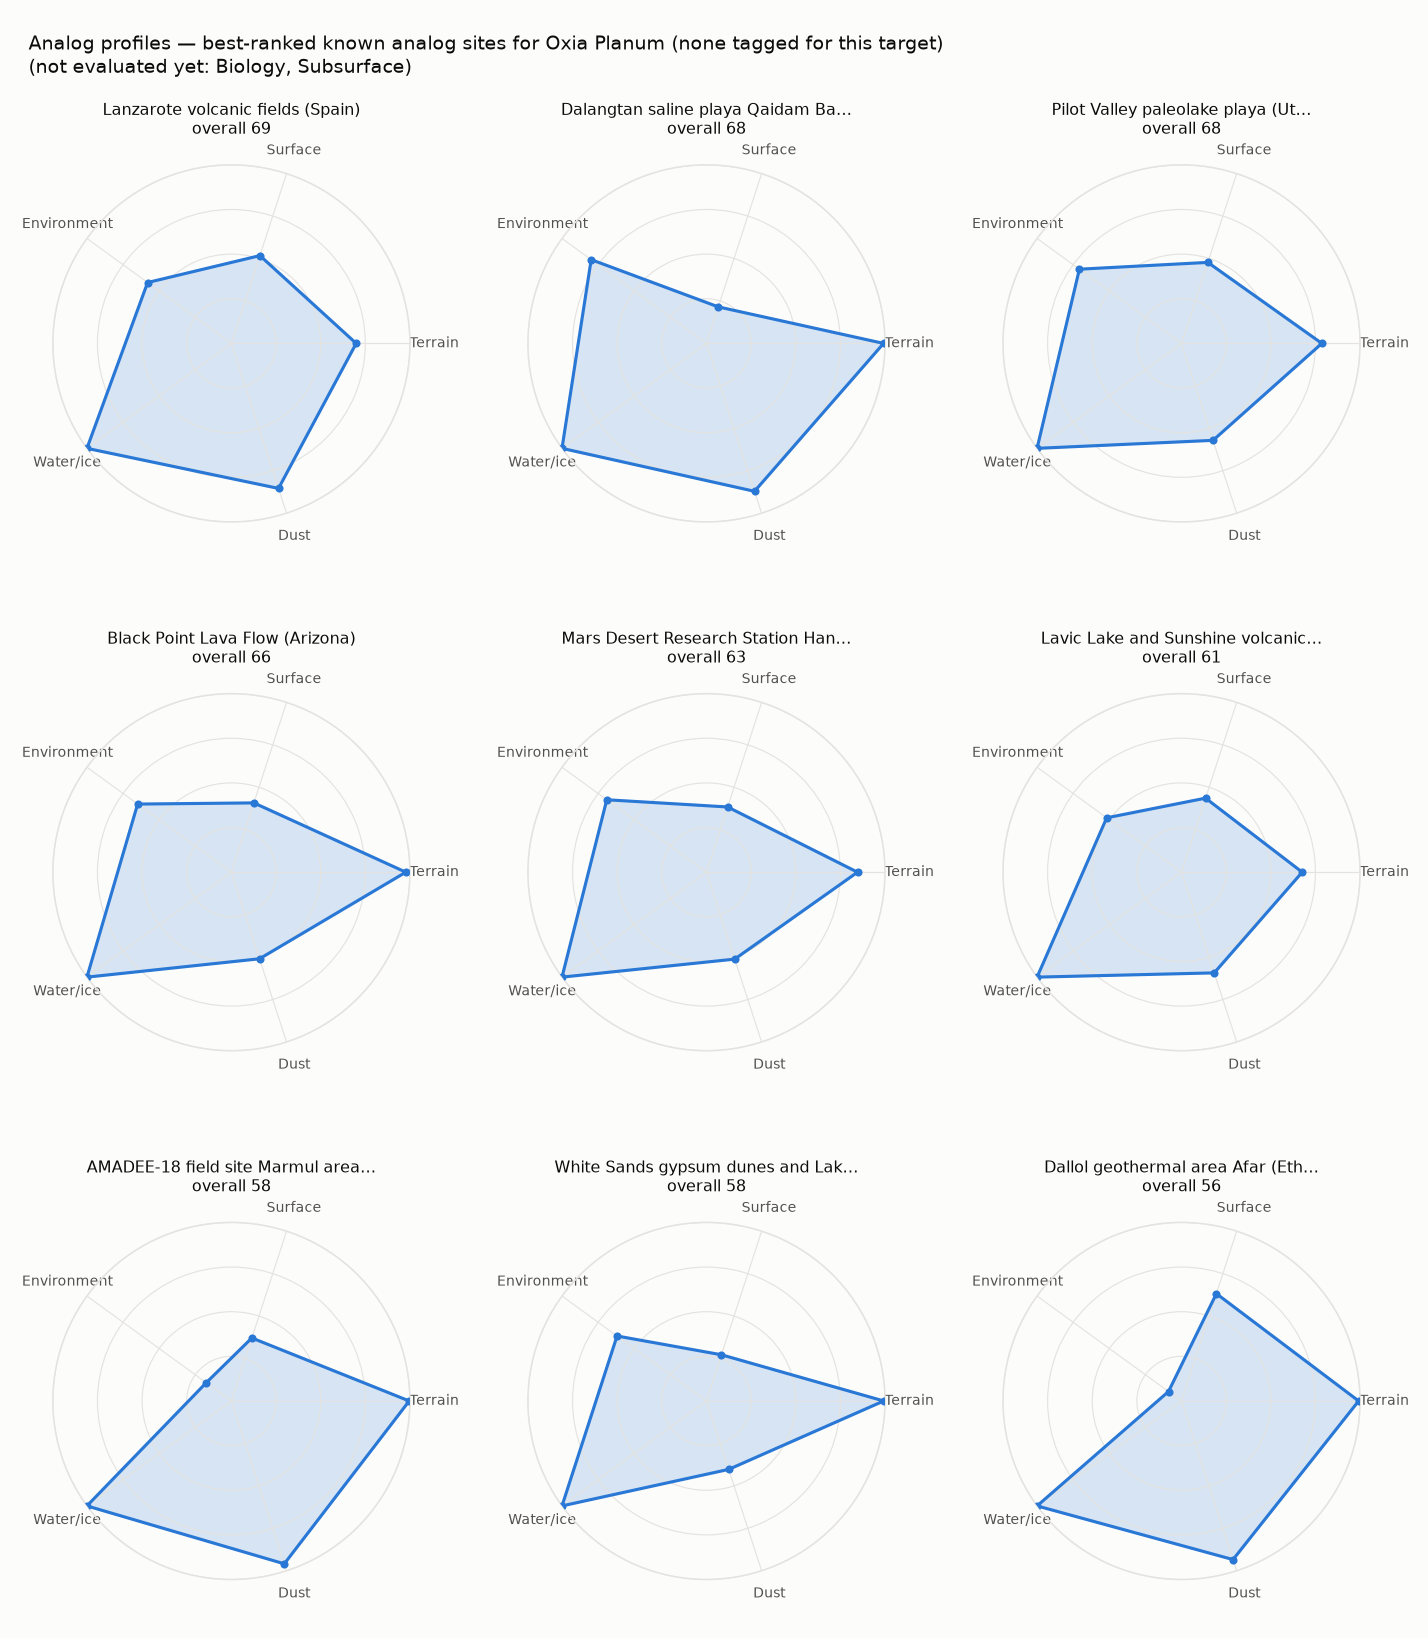 Analog profiles — best-ranked known analog sites for Oxia Planum (none tagged for this target)
(not evaluated yet: Biology, Subsurface)
Lanzarote volcanic fields (Spain)
overall 69
Surface
Environment
Terrain
Water/ice
Dust
Dalangtan saline playa Qaidam Ba...
overall 68
Surface
Environment
Terrain
Water/ice
Dust
Pilot Valley paleolake playa (Ut...
overall 68
Surface
Environment
Terrain
Water/ice
Dust
Black Point Lava Flow (Arizona)
overall 66
Surface
Environment
Terrain
Water/ice
Dust
Mars Desert Research Station Han...
overall 63
Surface
Environment
Terrain
Water/ice
Dust
Lavic Lake and Sunshine volcanic...
overall 61
Surface
Environment
Terrain
Water/ice
Dust
AMADEE-18 field site Marmul area...
overall 58
Surface
Environment
Terrain
Water/ice
Dust
White Sands gypsum dunes and Lak...
overall 58
Surface
Environment
Terrain
Water/ice
Dust
Dallol geothermal area Afar (Eth...
overall 56
Surface
Environment
Terrain
Water/ice
Dust